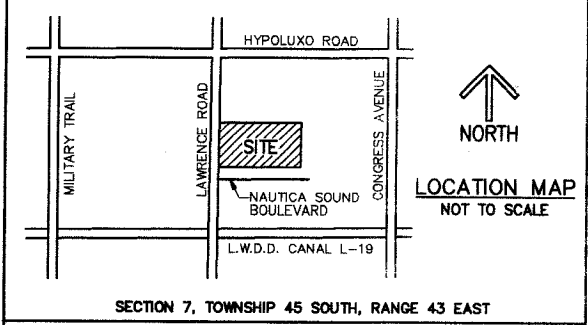 HYPOLUXO ROAD
MILITARY TRAIL
LAWRENCE ROAD
SITE
CONGRESS AVENUE
NORTH
NAUTICA SOUND
BOULEVARD
LOCATION MAP
NOT TO SCALE
L.W.D.D. CANAL L-19
SECTION 7, TOWNSHIP 45 SOUTH, RANGE 43 EAST